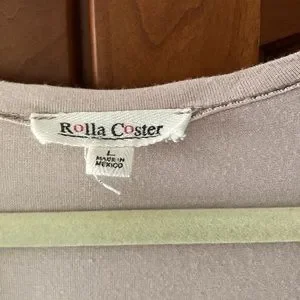 Rolla Coster
L
MADE IN
MEXICO